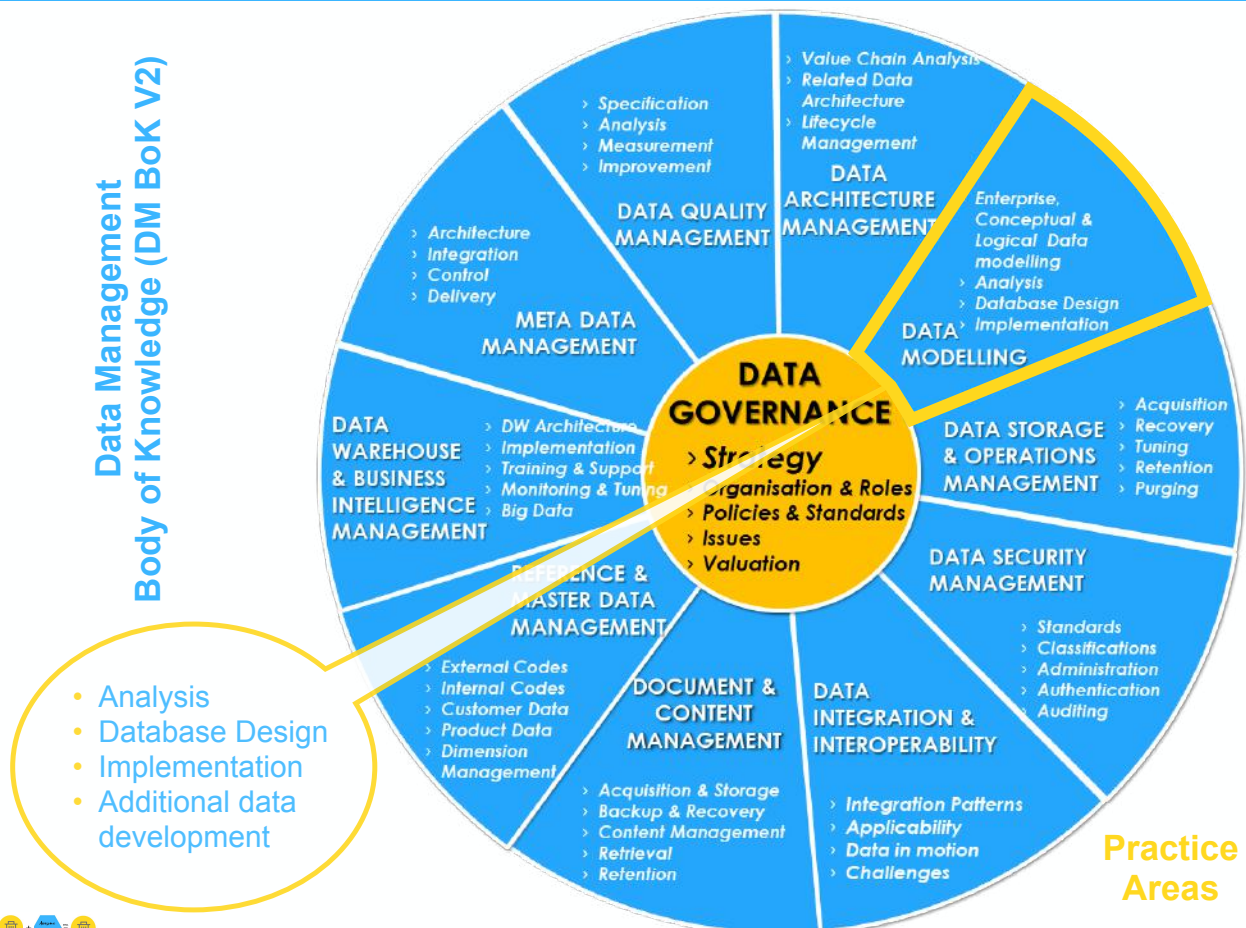 Data Management
Body of Knowledge (DM BoK V2)
› Value Chain Analysis
› Related Data
Architecture
› Lifecycle
Management
DATA
ARCHITECTURE
MANAGEMENT
Enterprise,
Conceptual &
Logical Data
modelling
› Analysis
› Database Design
› Implementation
DATA
MODELLING
› Acquisition
› Recovery
› Tuning
› Retention
› Purging
DATA STORAGE
& OPERATIONS
MANAGEMENT
DATA SECURITY
MANAGEMENT
› Standards
› Classifications
› Administration
› Authentication
› Auditing
DATA
INTEGRATION &
INTEROPERABILITY
› Integration Patterns
› Applicability
› Data in motion
› Challenges
DOCUMENT &
CONTENT
MANAGEMENT
› Acquisition & Storage
› Backup & Recovery
› Content Management
› Retrieval
› Retention
REFERENCE &
MASTER DATA
MANAGEMENT
› External Codes
› Internal Codes
› Customer Data
› Product Data
› Dimension
Management
DATA
WAREHOUSE
& BUSINESS
INTELLIGENCE
MANAGEMENT
› DW Architecture
› Implementation
› Training & Support
› Monitoring & Tuning
› Big Data
› Architecture
› Integration
› Control
› Delivery
META DATA
MANAGEMENT
› Specification
› Analysis
› Measurement
› Improvement
DATA QUALITY
MANAGEMENT
DATA
GOVERNANCE
› Strategy
› Organisation & Roles
› Policies & Standards
› Issues
› Valuation
• Analysis
• Database Design
• Implementation
• Additional data
development
Practice
Areas